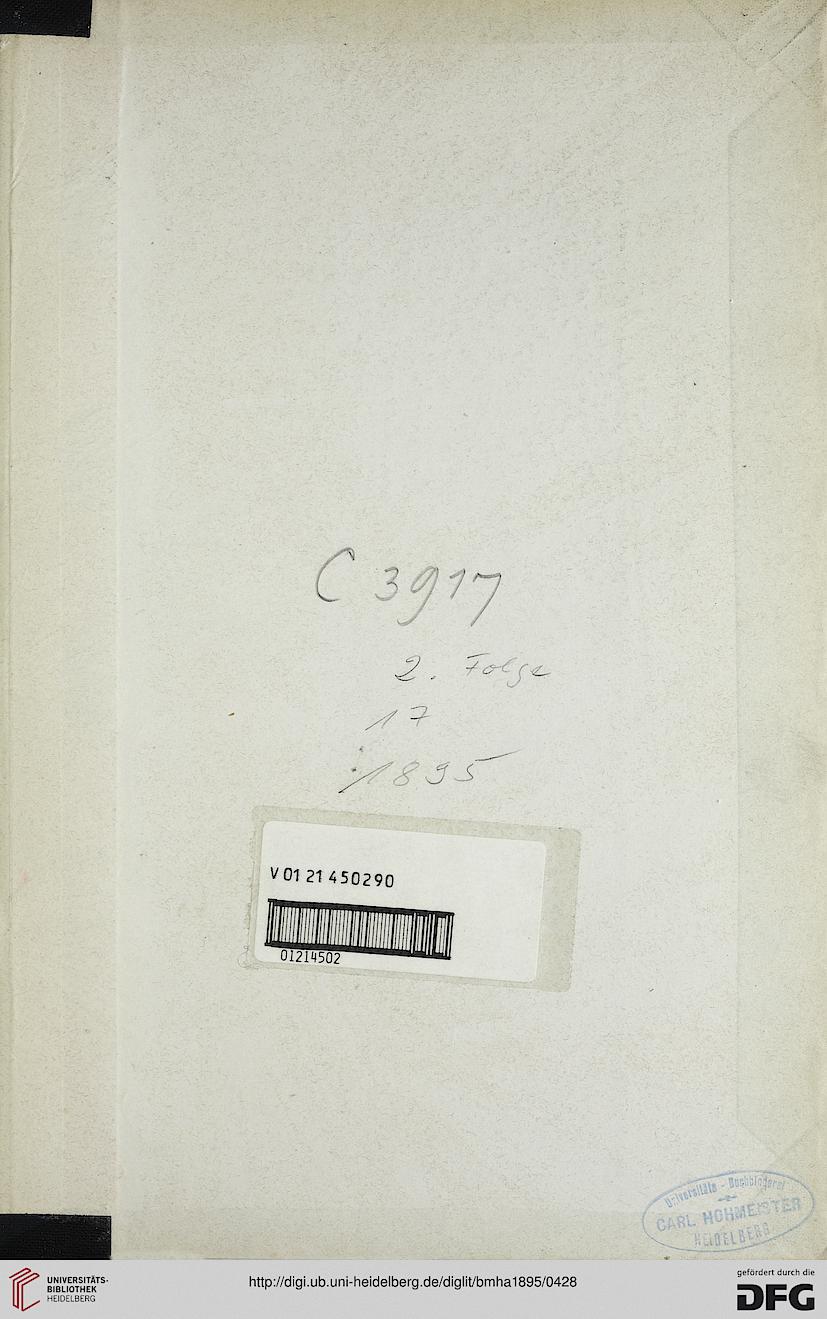 C 3917
2. Folge
17
1895
V 01 21 450290
01214502
Universitäts - Buchbinderei
CARL HOHMEISTER
HEIDELBERG
UNIVERSITÄTS-
BIBLIOTHEK
HEIDELBERG
http://digi.ub.uni-heidelberg.de/diglit/bmha1895/0428
gefördert durch die
DFG